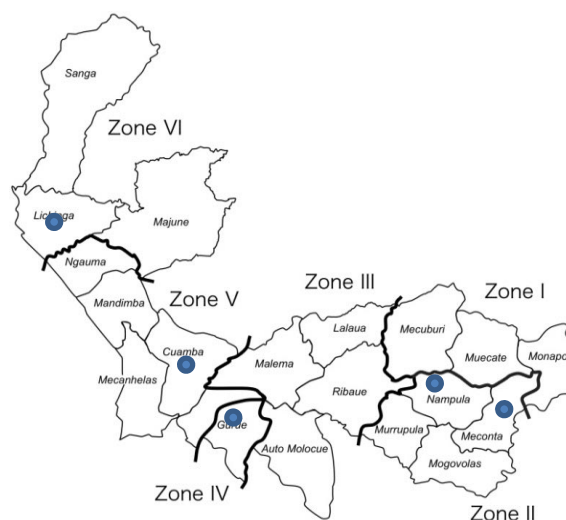 Sanga
Zone VI
Lichinga
Majune
Ngauma
Mandimba
Zone V
Zone III
Zone I
Lalaua
Mecuburi
Cuamba
Malema
Muecate
Monapo
Mecanhelas
Ribaue
Nampula
Gurue
Murrupula
Meconta
Auto Molocue
Mogovolas
Zone IV
Zone II